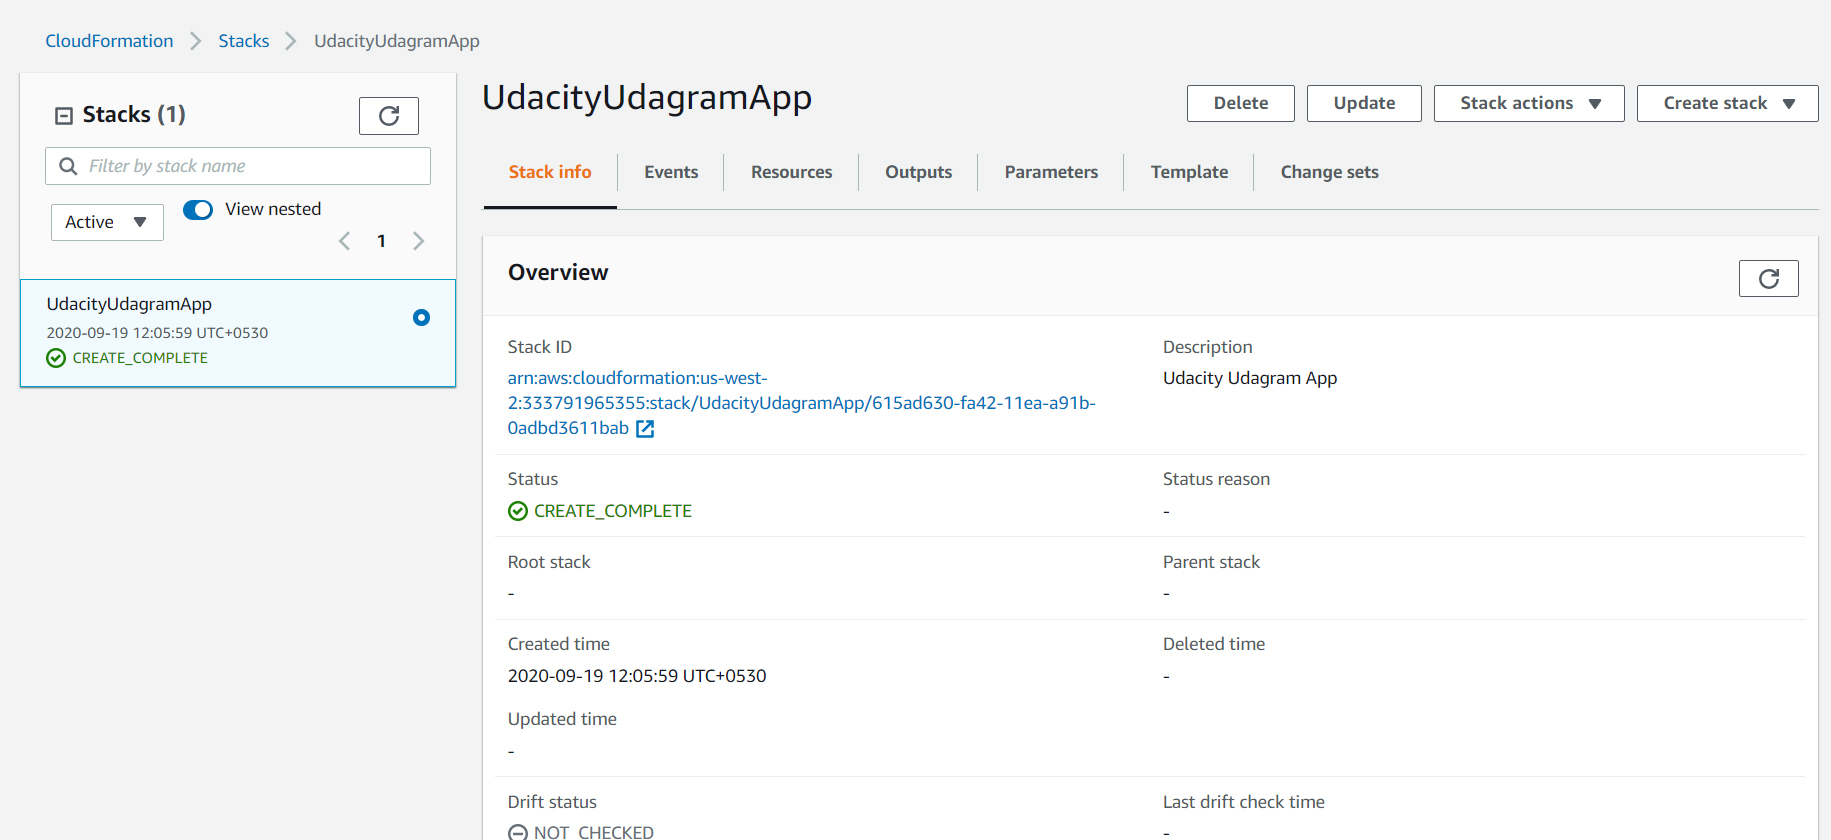 CloudFormation Stacks UdacityUdagramApp
Stacks (1)
Filter by stack name
Active
View nested
1
UdacityUdagramApp
2020-09-19 12:05:59 UTC+0530
CREATE_COMPLETE
UdacityUdagramApp
Delete
Update
Stack actions
Create stack
Stack info
Events
Resources
Outputs
Parameters
Template
Change sets
Overview
Stack ID
arn:aws:cloudformation:us-west-
2:333791965355:stack/UdacityUdagramApp/615ad630-fa42-11ea-a91b-
0adbd3611bab
Description
Udacity Udagram App
Status
CREATE_COMPLETE
Status reason
-
Root stack
-
Parent stack
-
Created time
2020-09-19 12:05:59 UTC+0530
Deleted time
-
Updated time
-
Drift status
NOT_CHECKED
Last drift check time
-